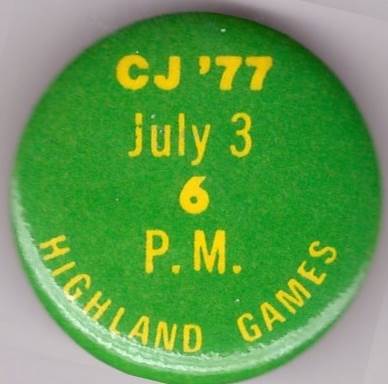 CJ '77
July 3
6
P.M.
HIGHLAND GAMES